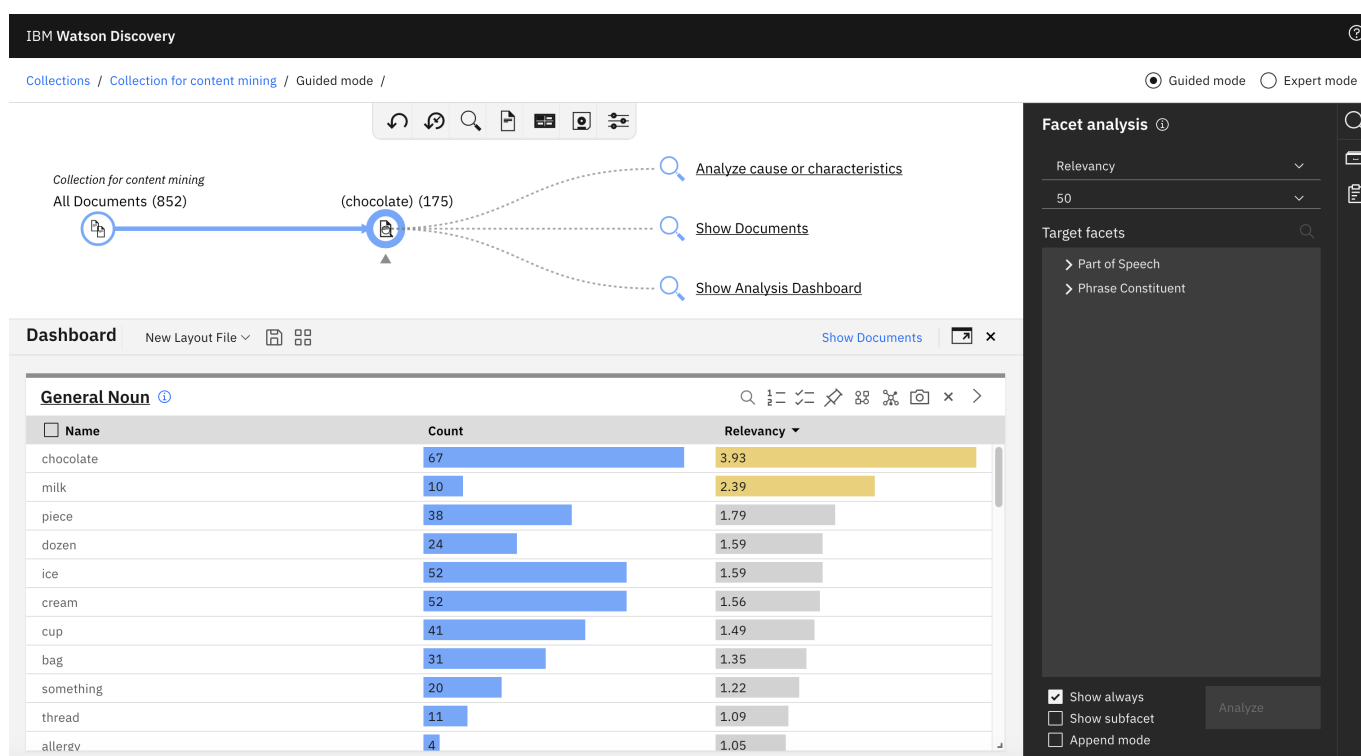 IBM Watson Discovery
Collections / Collection for content mining / Guided mode /
Guided mode
Expert mode
Collection for content mining
All Documents (852)
(chocolate) (175)
Analyze cause or characteristics
Show Documents
Show Analysis Dashboard
Facet analysis
Relevancy
50
Target facets
Part of Speech
Phrase Constituent
Show always
Show subfacet
Append mode
Analyze
Dashboard New Layout File Show Documents
General Noun
Name Count Relevancy
chocolate 67 3.93
milk 10 2.39
piece 38 1.79
dozen 24 1.59
ice 52 1.59
cream 52 1.56
cup 41 1.49
bag 31 1.35
something 20 1.22
thread 11 1.09
allergy 4 1.05